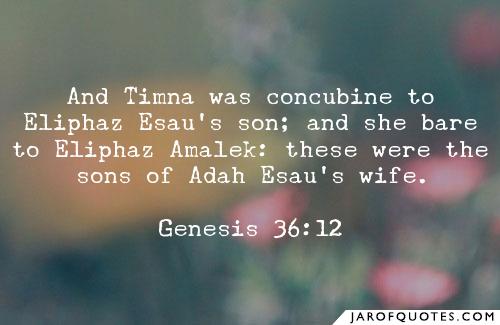 And Timna was concubine to
Eliphaz Esau's son; and she bare
to Eliphaz Amalek: these were the
sons of Adah Esau's wife.
Genesis 36:12
JAROFQUOTES.COM